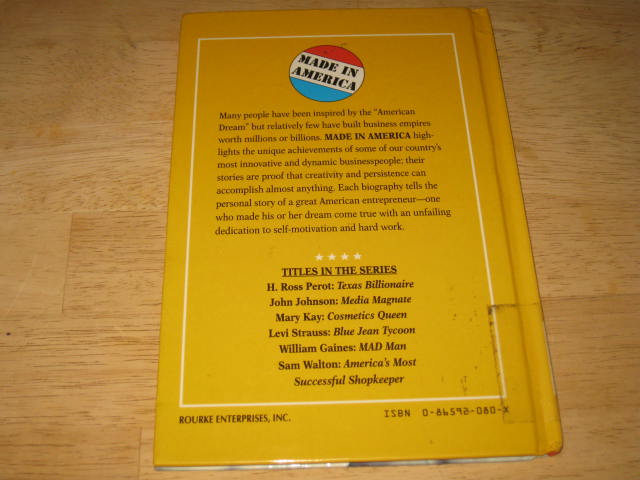 MADE IN
AMERICA
Many people have been inspired by the "American
Dream" but relatively few have built business empires
worth millions or billions. MADE IN AMERICA high-
lights the unique achievements of some of our country's
most innovative and dynamic businesspeople; their
stories are proof that creativity and persistence can
accomplish almost anything. Each biography tells the
personal story of a great American entrepreneur—one
who made his or her dream come true with an unfailing
dedication to self-motivation and hard work.
TITLES IN THE SERIES
H. Ross Perot: Texas Billionaire
John Johnson: Media Magnate
Mary Kay: Cosmetics Queen
Levi Strauss: Blue Jean Tycoon
William Gaines: MAD Man
Sam Walton: America's Most
Successful Shopkeeper
ROURKE ENTERPRISES, INC.
ISBN 0-86592-080-X